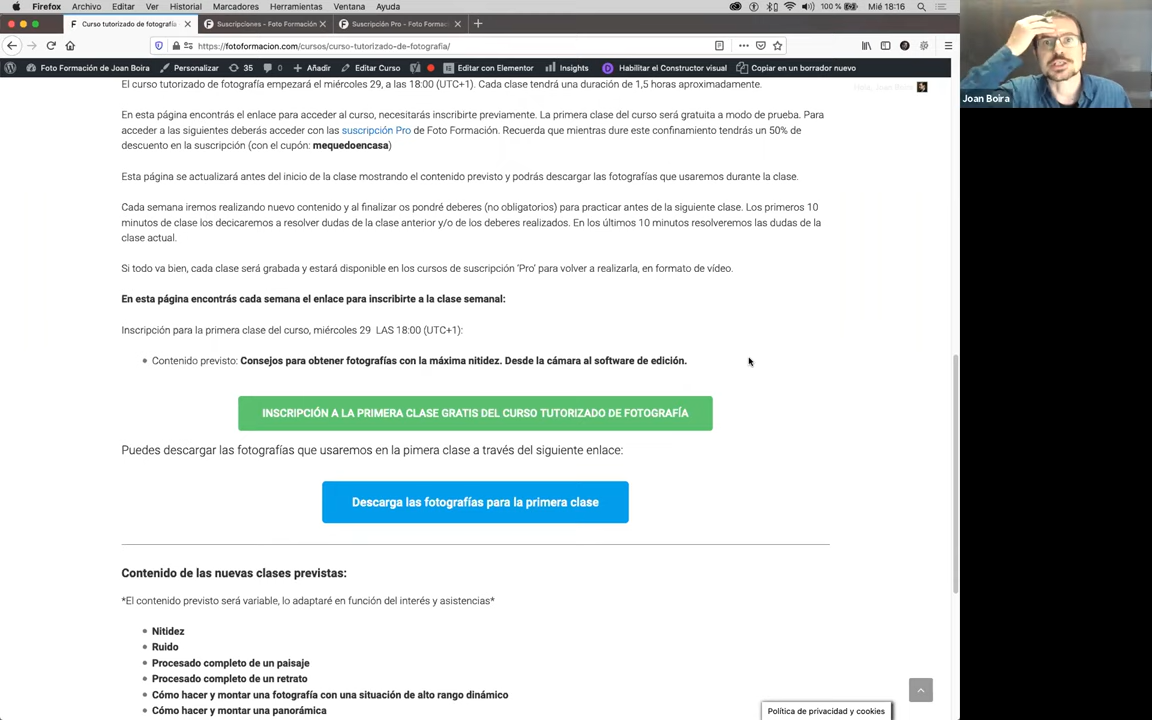 Firefox Archivo Editar Ver Historial Marcadores Herramientas Ventana Ayuda 100 % Mié 18:16
F Curso tutorizado de fotografí × F Suscripciones - Foto Formación × F Suscripción Pro - Foto Formac × +
https://fotoformacion.com/cursos/curso-tutorizado-de-fotografia/
Foto Formación de Joan Boira Personalizar 35 0 Añadir Editar Curso Editar con Elementor Insights Habilitar el Constructor visual Copiar en un borrador nuevo
Hola, Joan Boira
Joan Boira
El curso tutorizado de fotografía empezará el miércoles 29, a las 18:00 (UTC+1). Cada clase tendrá una duración de 1,5 horas aproximadamente.
En esta página encontrás el enlace para acceder al curso, necesitarás inscribirte previamente. La primera clase del curso será gratuita a modo de prueba. Para
acceder a las siguientes deberás acceder con las suscripción Pro de Foto Formación. Recuerda que mientras dure este confinamiento tendrás un 50% de
descuento en la suscripción (con el cupón: mequedoencasa)
Esta página se actualizará antes del inicio de la clase mostrando el contenido previsto y podrás descargar las fotografías que usaremos durante la clase.
Cada semana iremos realizando nuevo contenido y al finalizar os pondré deberes (no obligatorios) para practicar antes de la siguiente clase. Los primeros 10
minutos de clase los decicaremos a resolver dudas de la clase anterior y/o de los deberes realizados. En los últimos 10 minutos resolveremos las dudas de la
clase actual.
Si todo va bien, cada clase será grabada y estará disponible en los cursos de suscripción 'Pro' para volver a realizarla, en formato de vídeo.
En esta página encontrás cada semana el enlace para inscribirte a la clase semanal:
Inscripción para la primera clase del curso, miércoles 29 LAS 18:00 (UTC+1):
Contenido previsto: Consejos para obtener fotografías con la máxima nitidez. Desde la cámara al software de edición.
INSCRIPCIÓN A LA PRIMERA CLASE GRATIS DEL CURSO TUTORIZADO DE FOTOGRAFÍA
Puedes descargar las fotografías que usaremos en la pimera clase a través del siguiente enlace:
Descarga las fotografías para la primera clase
Contenido de las nuevas clases previstas:
*El contenido previsto será variable, lo adaptaré en función del interés y asistencias*
Nitidez
Ruido
Procesado completo de un paisaje
Procesado completo de un retrato
Cómo hacer y montar una fotografía con una situación de alto rango dinámico
Cómo hacer y montar una panorámica
Política de privacidad y cookies